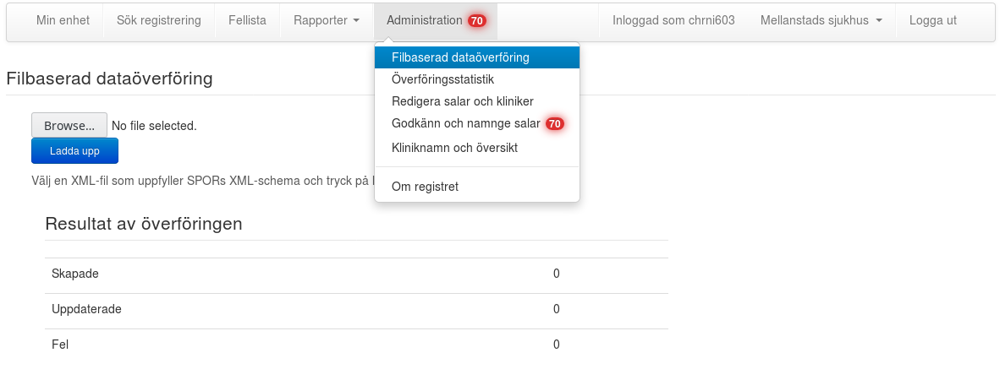 Min enhet Sök registrering Fellista Rapporter Administration 70 Inloggad som chrni603 Mellanstads sjukhus Logga ut
Filbaserad dataöverföring
Överföringsstatistik
Redigera salar och kliniker
Godkänn och namnge salar 70
Kliniknamn och översikt
Om registret
Filbaserad dataöverföring
Browse... No file selected.
Ladda upp
Välj en XML-fil som uppfyller SPORs XML-schema och tryck på
Resultat av överföringen
Skapade 0
Uppdaterade 0
Fel 0